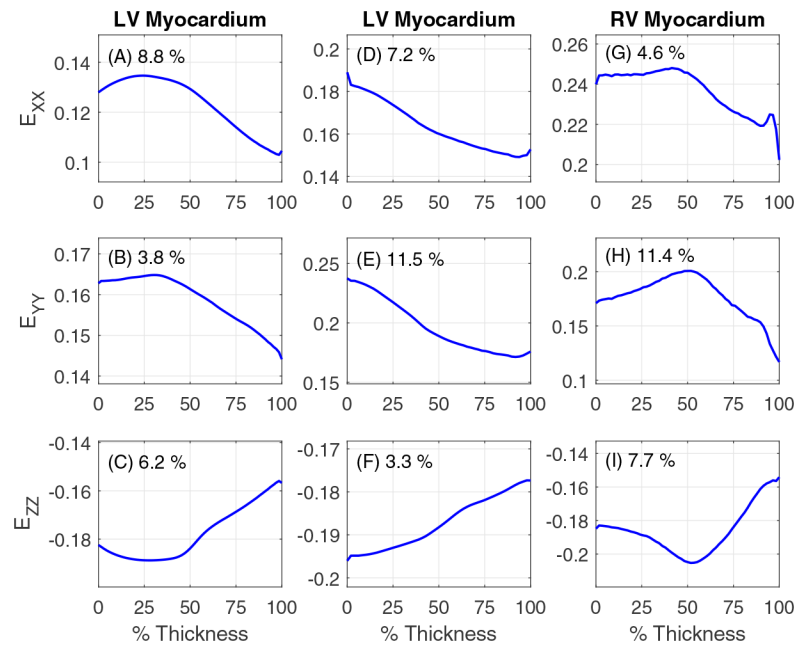 LV Myocardium LV Myocardium RV Myocardium
E_XX
(A) 8.8 %
0.14
0.12
0.1
0 25 50 75 100
(D) 7.2 %
0.2
0.18
0.16
0.14
0 25 50 75 100
(G) 4.6 %
0.26
0.24
0.22
0.2
0 25 50 75 100
E_YY
(B) 3.8 %
0.17
0.16
0.15
0.14
0 25 50 75 100
(E) 11.5 %
0.25
0.2
0.15
0 25 50 75 100
(H) 11.4 %
0.2
0.15
0.1
0 25 50 75 100
E_ZZ
(C) 6.2 %
-0.14
-0.16
-0.18
0 25 50 75 100
% Thickness
(F) 3.3 %
-0.17
-0.18
-0.19
-0.2
0 25 50 75 100
% Thickness
(I) 7.7 %
-0.14
-0.16
-0.18
-0.2
0 25 50 75 100
% Thickness